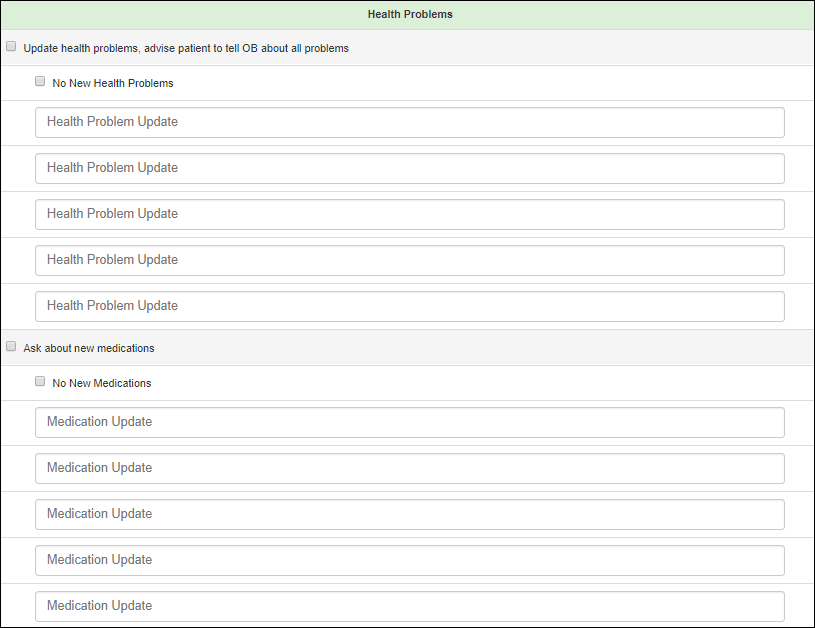 Health Problems
Update health problems, advise patient to tell OB about all problems
No New Health Problems
Health Problem Update
Health Problem Update
Health Problem Update
Health Problem Update
Health Problem Update
Ask about new medications
No New Medications
Medication Update
Medication Update
Medication Update
Medication Update
Medication Update